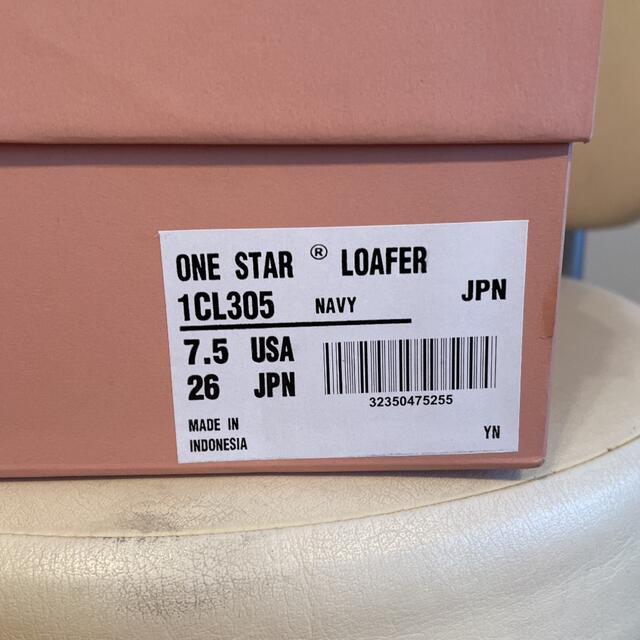 ONE STAR ® LOAFER
1CL305 NAVY JPN
7.5 USA
26 JPN
32350475255
MADE IN
INDONESIA
YN